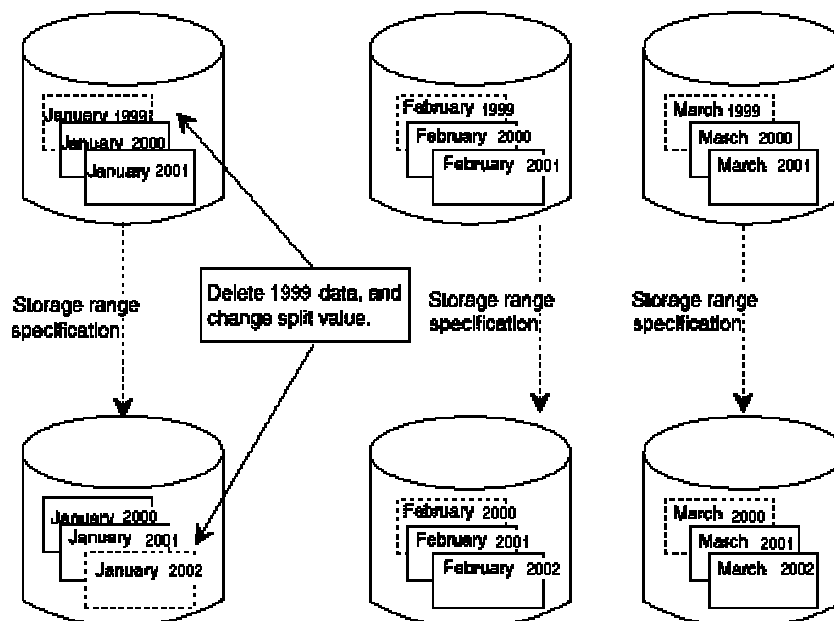 January 1999
January 2000
January 2001
February 1999
February 2000
February 2001
March 1999
March 2000
March 2001
Storage range
specification
Delete 1999 data, and
change split value.
Storage range
specification
Storage range
specification
January 2000
January 2001
January 2002
February 2000
February 2001
February 2002
March 2000
March 2001
March 2002